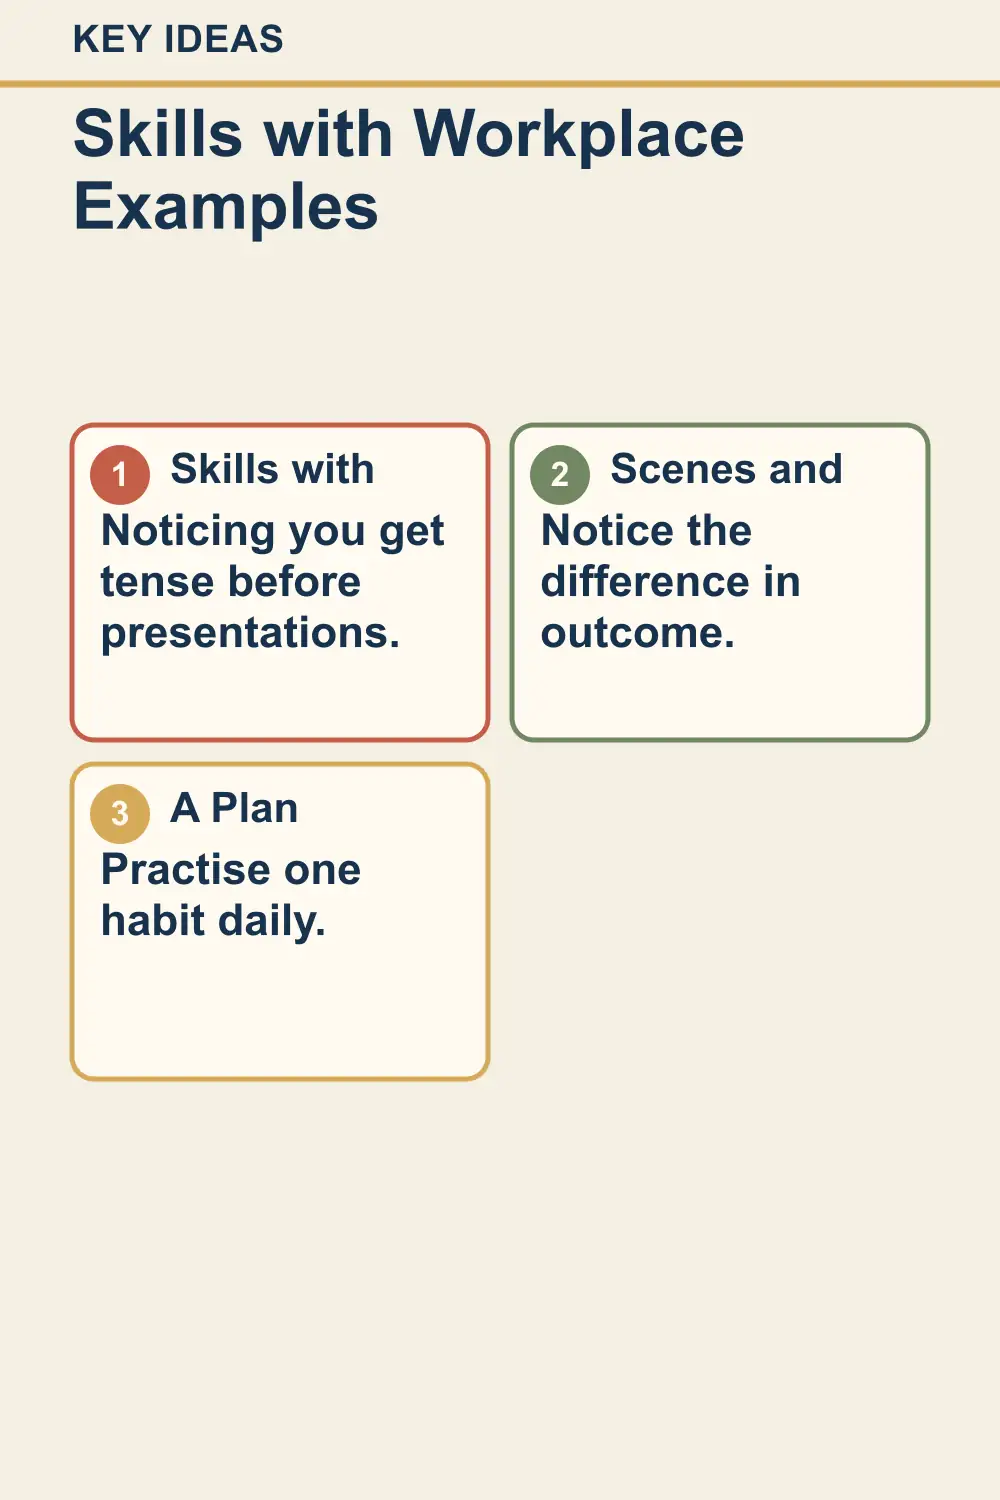 KEY IDEAS
Skills with Workplace
Examples
1 Skills with
Noticing you get
tense before
presentations.
2 Scenes and
Notice the
difference in
outcome.
3 A Plan
Practise one
habit daily.